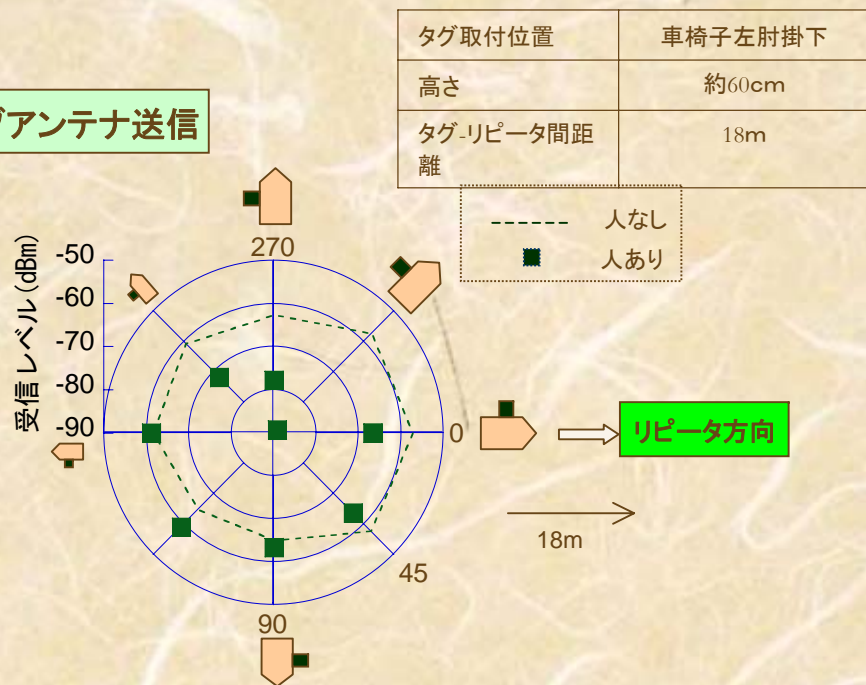 タグ取付位置 車椅子左肘掛下
高さ 約60cm
タグ-リピータ間距
離 18m
アンテナ送信
人なし
人あり
受信レベル(dBm)
-50
-60
-70
-80
-90
270
0
45
90
リピータ方向
18m